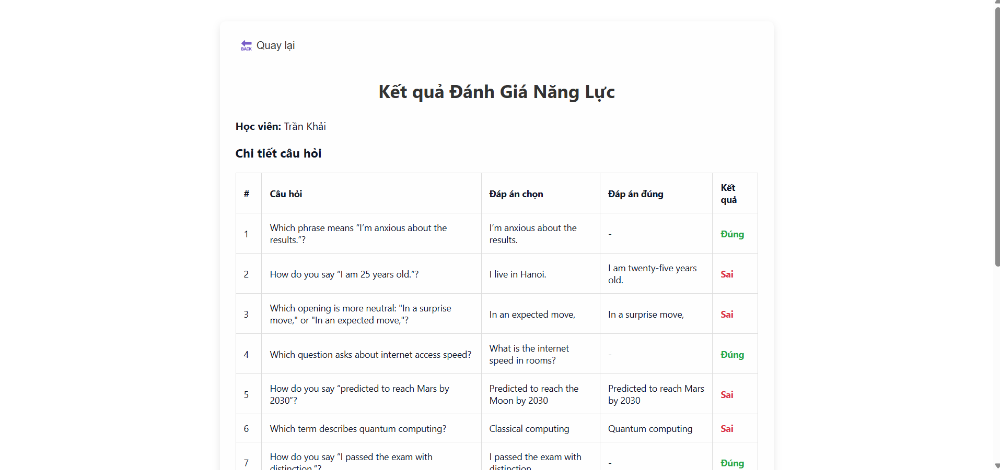 BACK Quay lại
Kết quả Đánh Giá Năng Lực
Học viên: Trần Khải
Chi tiết câu hỏi
# Câu hỏi Đáp án chọn Đáp án đúng Kết quả
1 Which phrase means “I’m anxious about the results.”? I’m anxious about the results. - Đúng
2 How do you say “I am 25 years old.”? I live in Hanoi. I am twenty-five years old. Sai
3 Which opening is more neutral: "In a surprise move," or "In an expected move,"? In an expected move, In a surprise move, Sai
4 Which question asks about internet access speed? What is the internet speed in rooms? - Đúng
5 How do you say “predicted to reach Mars by 2030”? Predicted to reach the Moon by 2030 Predicted to reach Mars by 2030 Sai
6 Which term describes quantum computing? Classical computing Quantum computing Sai
7 How do you say “I passed the exam with distinction.”? I passed the exam with distinction. - Đúng